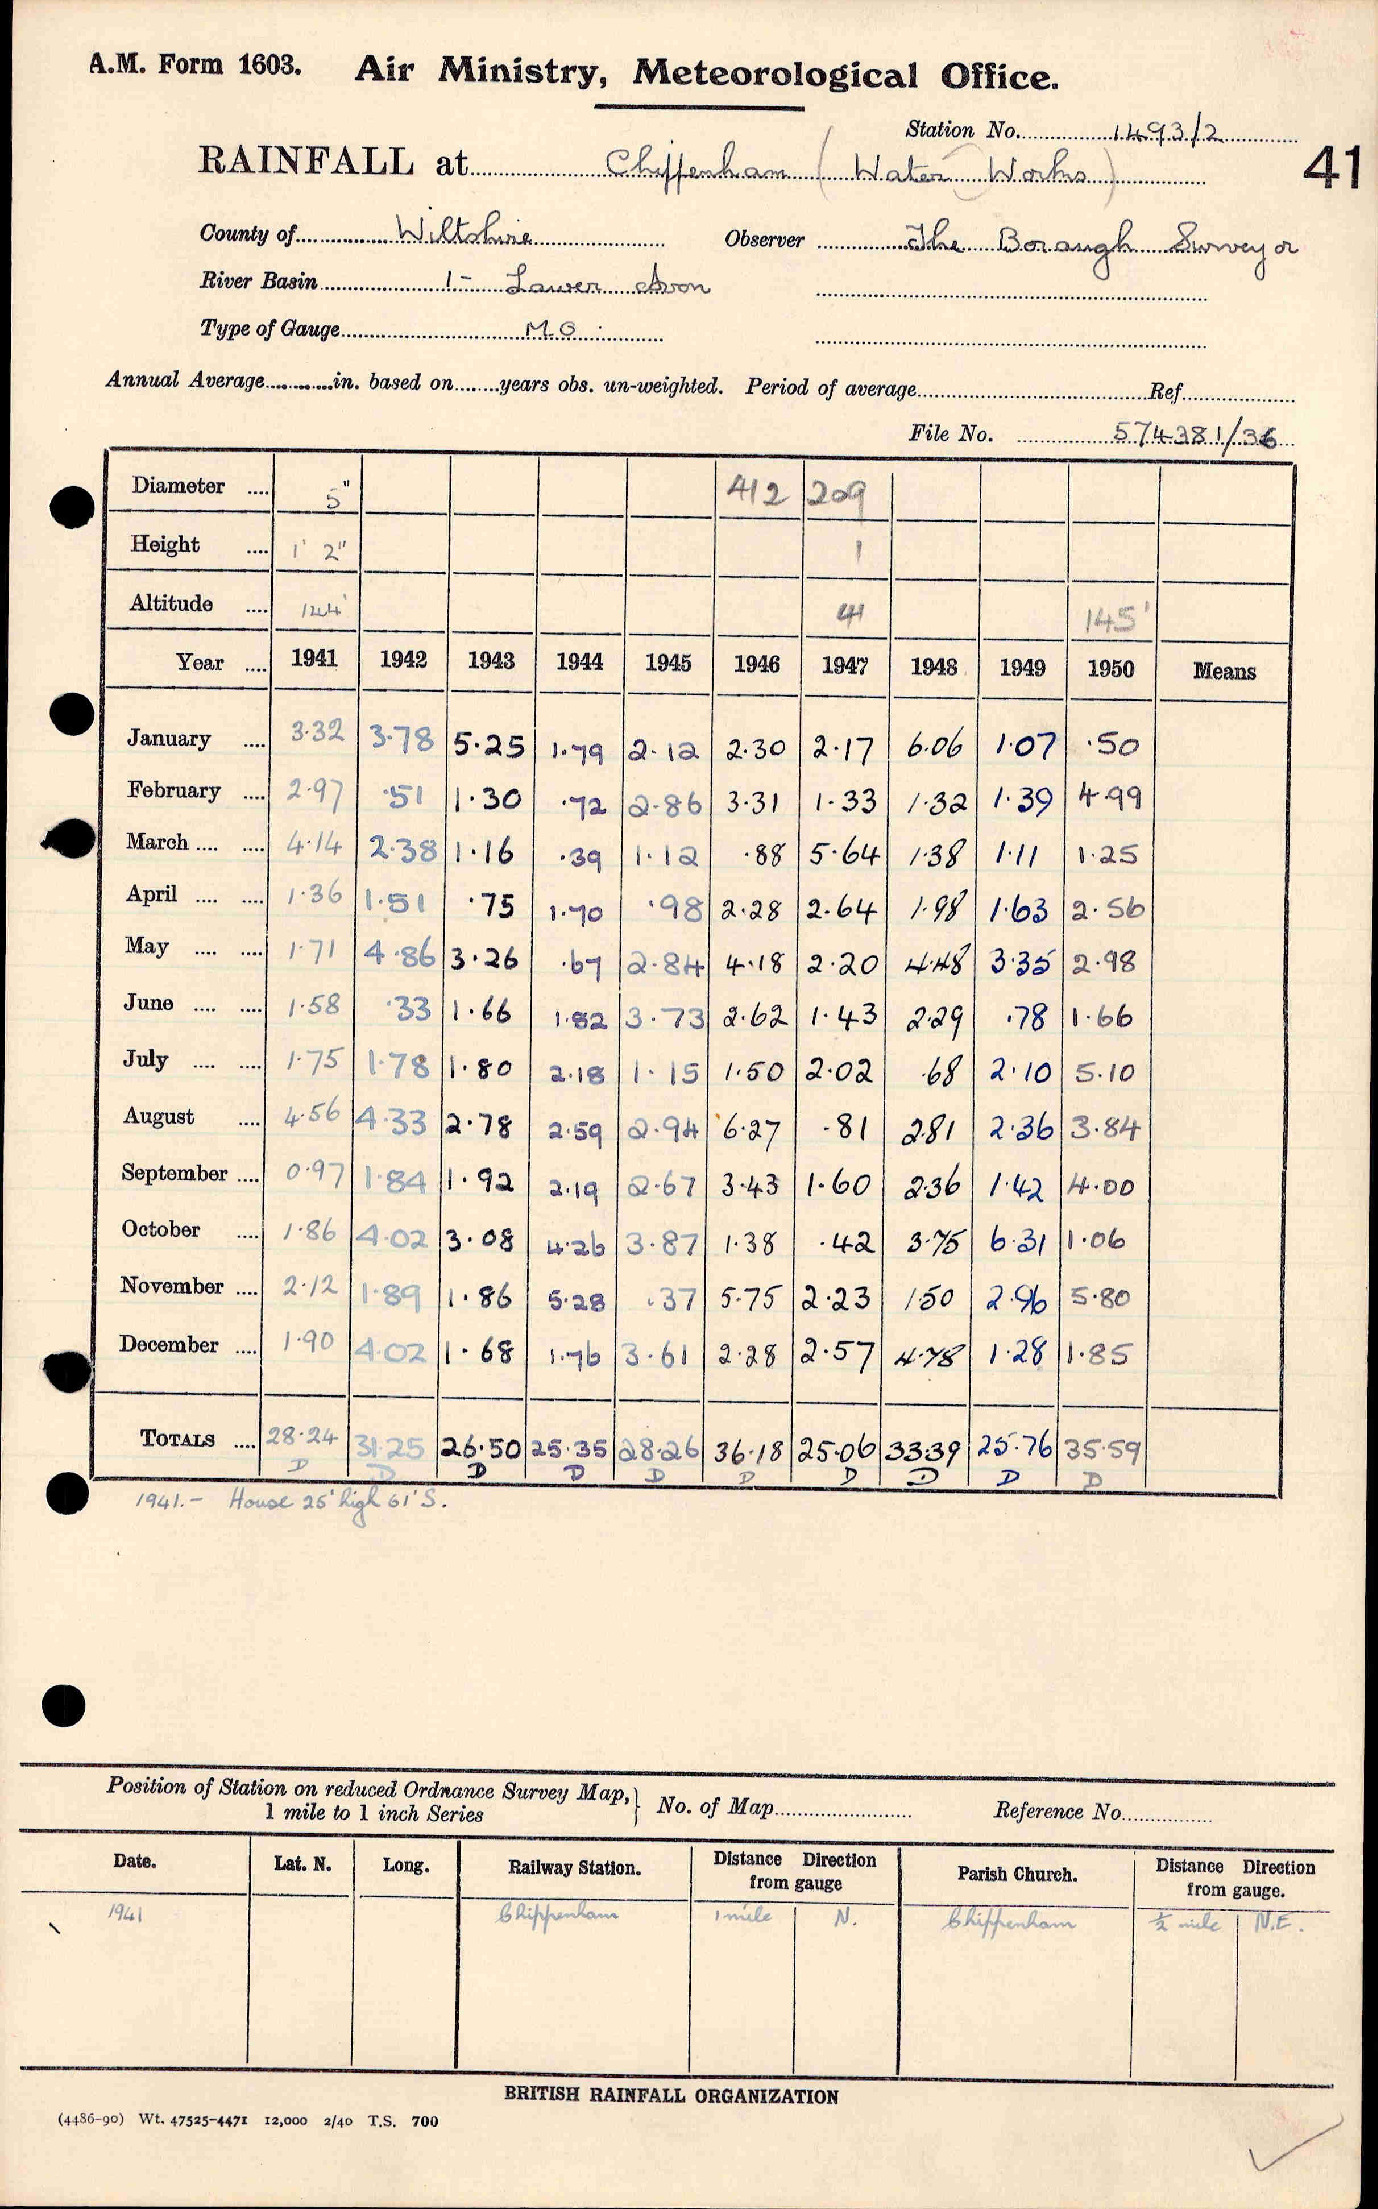 A.M. Form 1603. Air Ministry, Meteorological Office.
Station No. 1493/2
RAINFALL at Chippenham (Water Works) 41
County of Wiltshire Observer The Borough Surveyor
River Basin 1 - Lower Avon
Type of Gauge M.O.
Annual Average in. based on years obs. un-weighted. Period of average Ref.
File No. 574381/36
Diameter 5" 412 209
Height 1' 2" 1
Altitude 144' 145'
Year 1941 1942 1943 1944 1945 1946 1947 1948 1949 1950 Means
January 3.32 3.78 5.25 1.79 2.12 2.30 2.17 6.06 1.07 .50
February 2.97 .51 1.30 .72 2.86 3.31 1.33 1.32 1.39 4.99
March 4.14 2.38 1.16 .39 1.12 .88 5.64 1.38 1.11 1.25
April 1.36 1.51 .75 1.70 .98 2.28 2.64 1.98 1.63 2.56
May 1.71 4.86 3.26 .67 2.84 4.18 2.20 4.48 3.35 2.98
June 1.58 .33 1.66 1.82 3.73 2.62 1.43 2.29 .78 1.66
July 1.75 1.78 1.80 2.18 1.15 1.50 2.02 .68 2.10 5.10
August 4.56 4.33 2.78 2.59 2.94 6.27 .81 2.81 2.36 3.84
September 0.97 1.84 1.92 2.19 2.67 3.43 1.60 2.36 1.42 4.00
October 1.86 4.02 3.08 4.26 3.87 1.38 .42 3.75 6.31 1.06
November 2.12 1.89 1.86 5.28 .37 5.75 2.23 1.50 2.96 5.80
December 1.90 4.02 1.68 1.76 3.61 2.28 2.57 4.78 1.28 1.85
TOTALS 28.24 31.25 26.50 25.35 28.26 36.18 25.06 33.39 25.76 35.59
D D D D D D D D D D
1941.- House 25' high 61' S.
Position of Station on reduced Ordnance Survey Map, 1 mile to 1 inch Series } No. of Map Reference No.
Date. Lat. N. Long. Railway Station. Distance Direction from gauge Parish Church. Distance Direction from gauge.
1941 Chippenham 1 mile N. Chippenham ½ mile N.E.
BRITISH RAINFALL ORGANIZATION
(4486-90) Wt. 47525-4471 12,000 2/40 T.S. 700